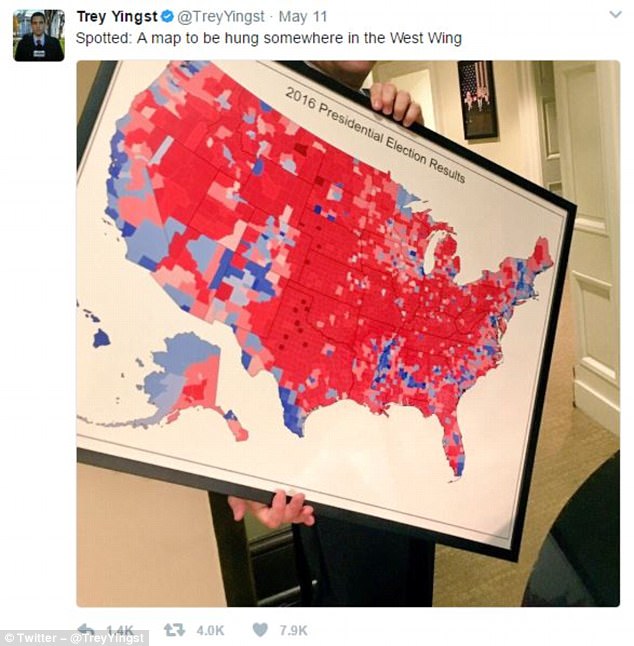 Trey Yingst @TreyYingst · May 11
Spotted: A map to be hung somewhere in the West Wing
2016 Presidential Election Results
1.4K 4.0K 7.9K
© Twitter – @TreyYingst